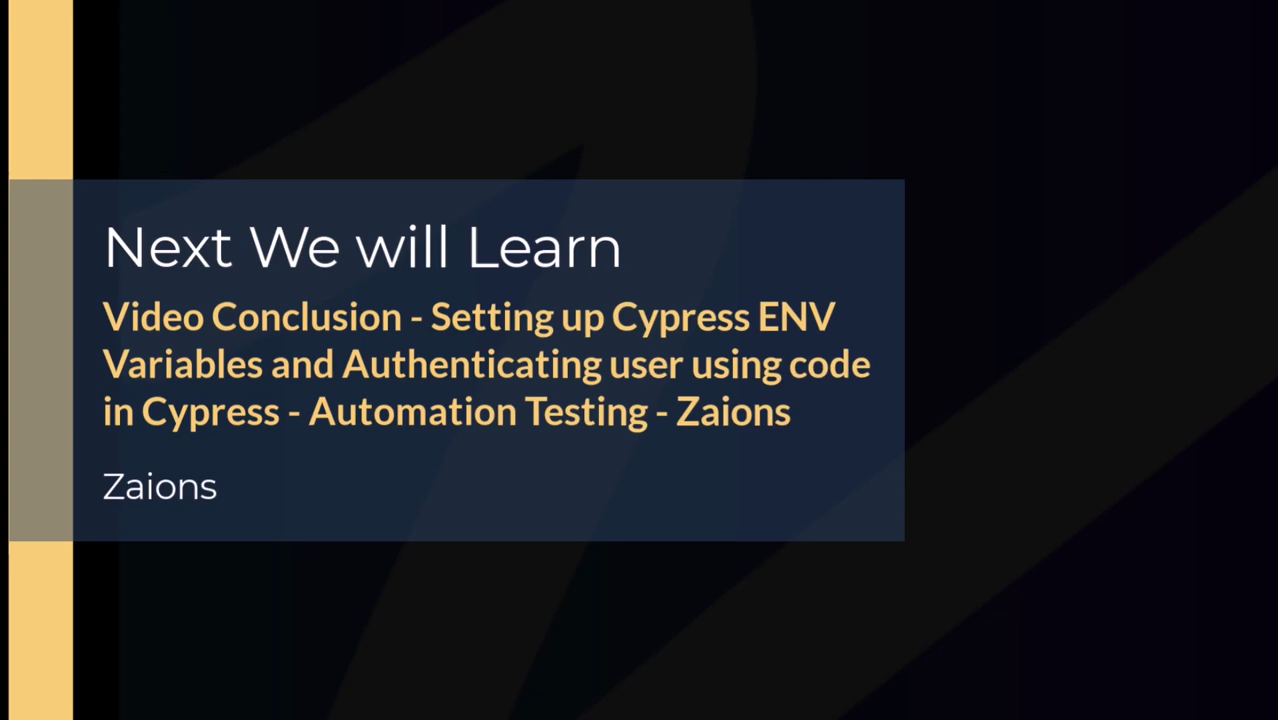 Next We will Learn
Video Conclusion - Setting up Cypress ENV
Variables and Authenticating user using code
in Cypress - Automation Testing - Zaions
Zaions